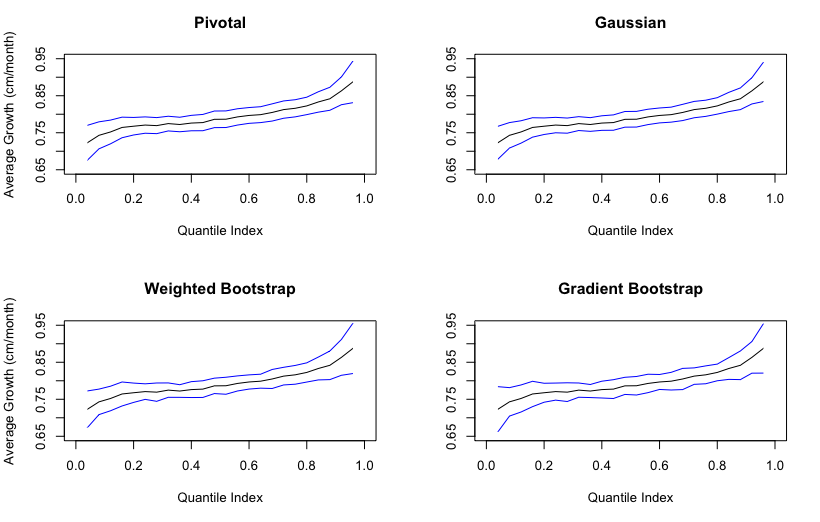 Pivotal
Average Growth (cm/month)
0.65 0.75 0.85 0.95
0.0 0.2 0.4 0.6 0.8 1.0
Quantile Index
Gaussian
0.65 0.75 0.85 0.95
0.0 0.2 0.4 0.6 0.8 1.0
Quantile Index
Weighted Bootstrap
Average Growth (cm/month)
0.65 0.75 0.85 0.95
0.0 0.2 0.4 0.6 0.8 1.0
Quantile Index
Gradient Bootstrap
0.65 0.75 0.85 0.95
0.0 0.2 0.4 0.6 0.8 1.0
Quantile Index